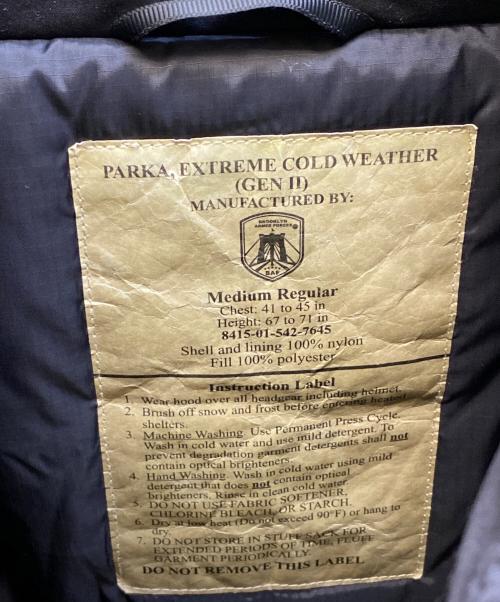 PARKA, EXTREME COLD WEATHER
(GEN II)
MANUFACTURED BY:
BROOKLYN
ARMED FORCES
BAF
Medium Regular
Chest: 41 to 45 in
Height: 67 to 71 in
8415-01-542-7645
Shell and lining 100% nylon
Fill 100% polyester
Instruction Label
1. Wear hood over all headgear including helmet.
2. Brush off snow and frost before entering heated
shelters.
3. Machine Washing. Use Permanent Press Cycle.
Wash in cold water and use mild detergent. To
prevent degradation garment detergents shall not
contain optical brighteners.
4. Hand Washing. Wash in cold water using mild
detergent that does not contain optical
brighteners. Rinse in clean cold water.
5. DO NOT USE FABRIC SOFTENER,
CHLORINE BLEACH, OR STARCH.
6. Dry at low heat (Do not exceed 90°F) or hang to
dry.
7. DO NOT STORE IN STUFF SACK FOR
EXTENDED PERIODS OF TIME, FLUFF
GARMENT PERIODICALLY.
DO NOT REMOVE THIS LABEL